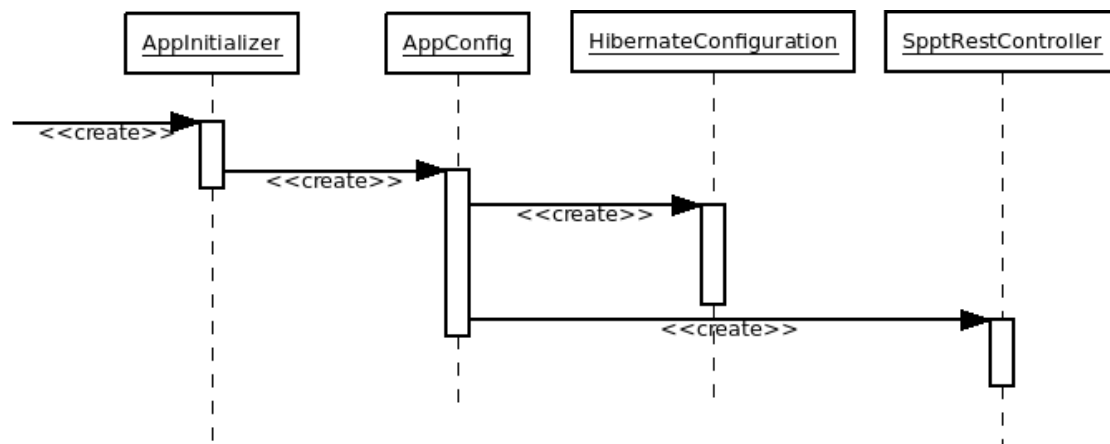 AppInitializer
AppConfig
HibernateConfiguration
SpptRestController
<<create>>
<<create>>
<<create>>
<<create>>